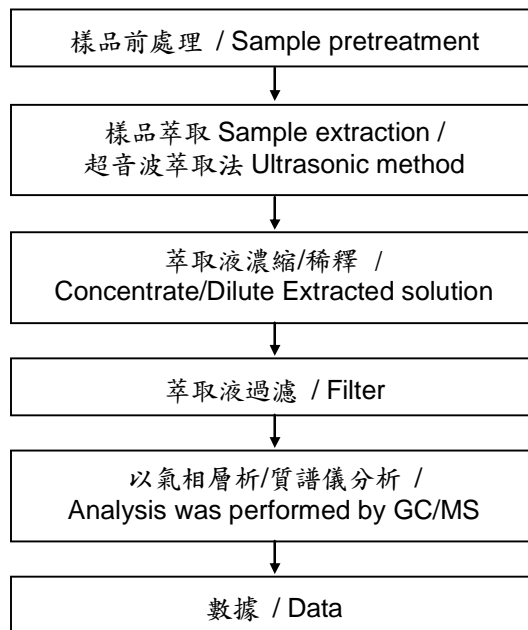 樣品前處理 / Sample pretreatment
樣品萃取 Sample extraction /
超音波萃取法 Ultrasonic method
萃取液濃縮/稀釋 /
Concentrate/Dilute Extracted solution
萃取液過濾 / Filter
以氣相層析/質譜儀分析 /
Analysis was performed by GC/MS
數據 / Data